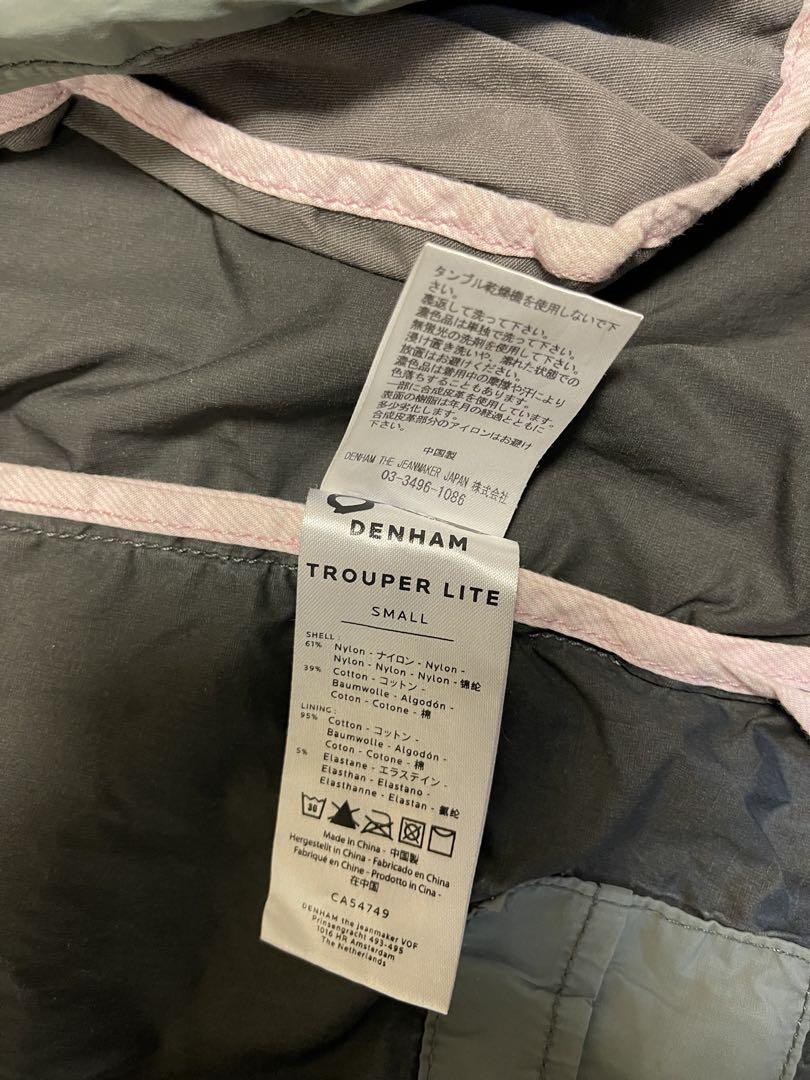 タンブル乾燥機を使用しないで下
さい。
裏返して洗って下さい。
濃色品は単独で洗って下さい。
無蛍光の洗剤を使用して下さい。
浸け置き洗いや、濡れた状態での
放置はお避けください。
濃色品は着用中の摩擦や汗により
色落ちすることもあります。
一部に合成皮革を使用しています。
表面の樹脂は年月の経過とともに
多少劣化します。
合成皮革部分のアイロンはお避け
下さい。
中国製
DENHAM THE JEANMAKER JAPAN 株式会社
03-3496-1086
DENHAM
TROUPER LITE
SMALL
SHELL :
61% Nylon - ナイロン - Nylon -
Nylon - Nylon - Nylon - 锦纶
39% Cotton - コットン -
Baumwolle - Algodón -
Coton - Cotone - 棉
LINING :
95% Cotton - コットン -
Baumwolle - Algodón -
Coton - Cotone - 棉
5% Elastane - エラステイン -
Elasthan - Elastano -
Elasthanne - Elastan - 氨纶
30
Made in China - 中国製
Hergestellt in China - Fabricado en China
Fabriqué en Chine - Prodotto in Cina -
在中国
CA54749
DENHAM the jeanmaker VOF
Prinsengracht 493-495
1016 HR Amsterdam
The Netherlands